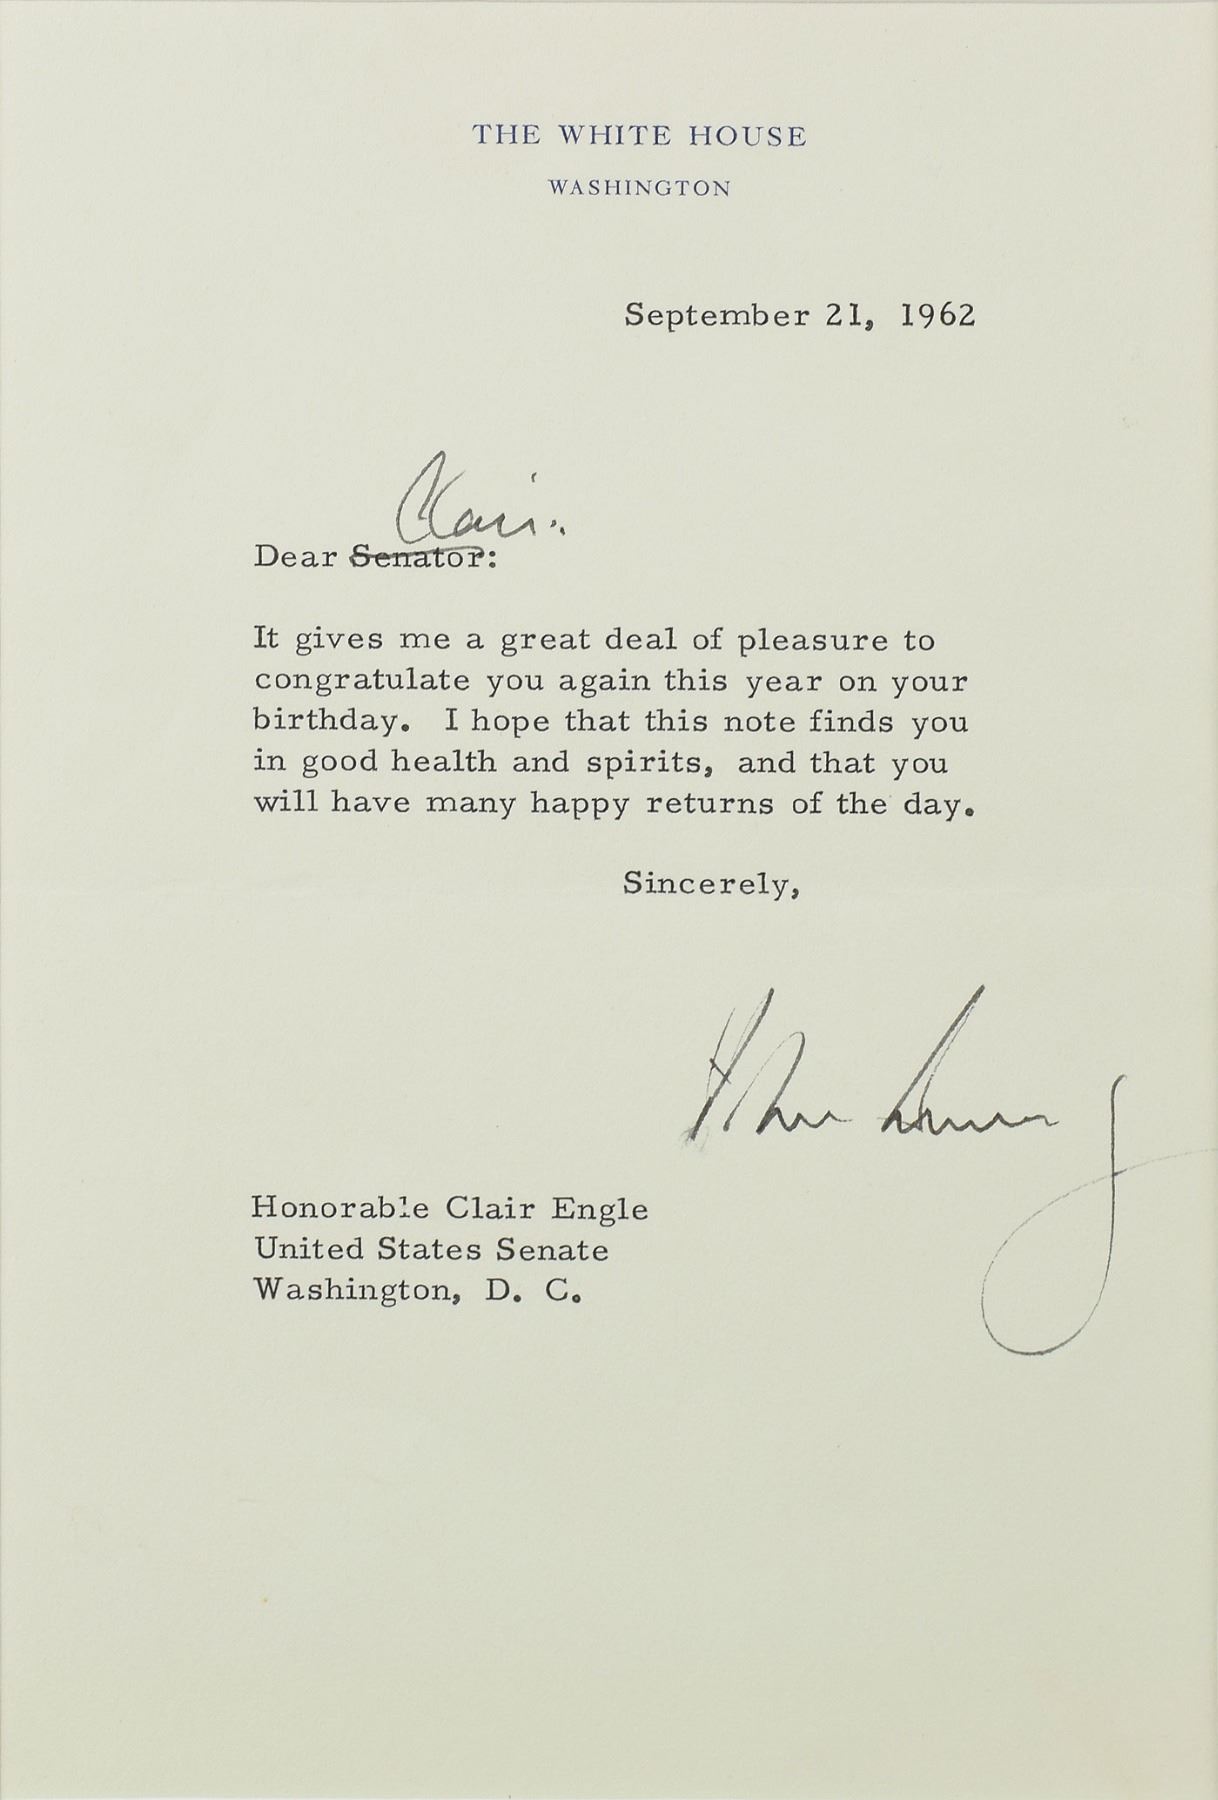 THE WHITE HOUSE
WASHINGTON
September 21, 1962
Clair:
Dear Senator:
It gives me a great deal of pleasure to
congratulate you again this year on your
birthday. I hope that this note finds you
in good health and spirits, and that you
will have many happy returns of the day.
Sincerely,
Honorable Clair Engle
United States Senate
Washington, D. C.